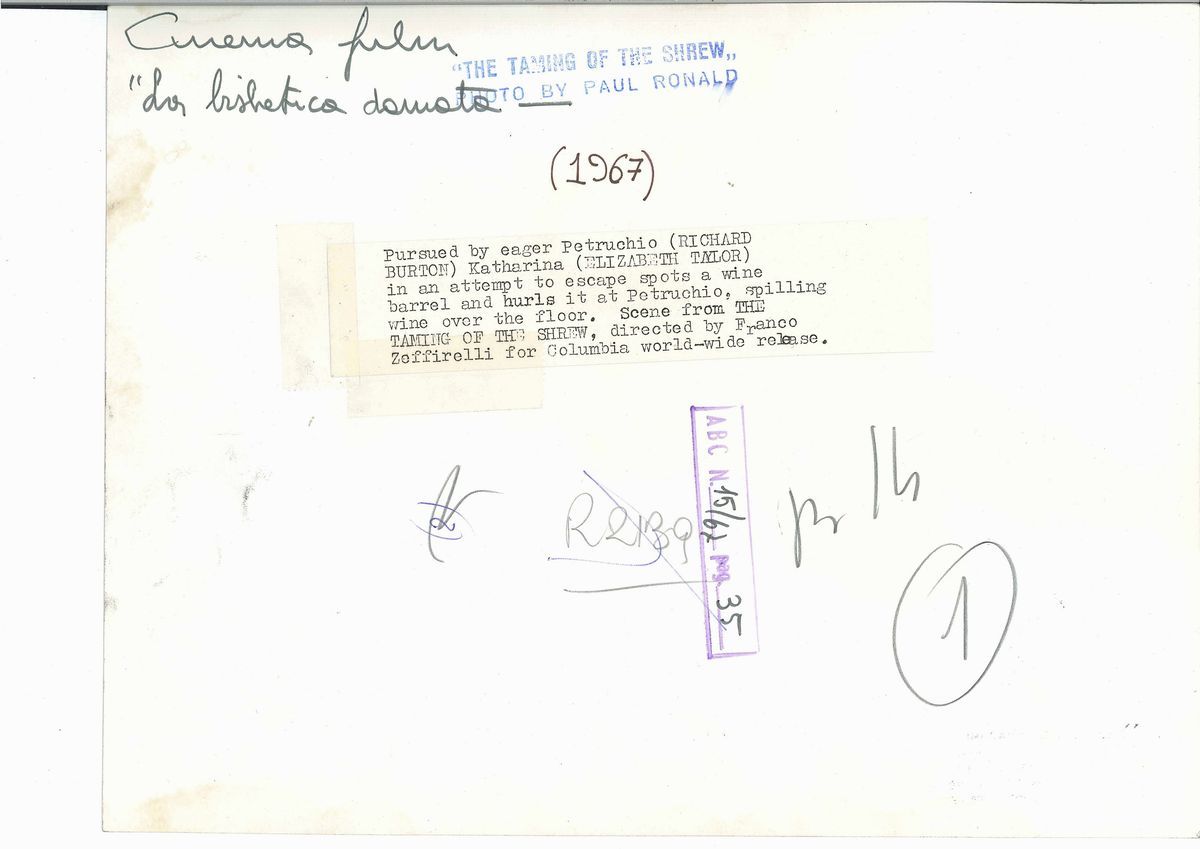 Cinema film
"THE TAMING OF THE SHREW„
"La bisbetica domata —
PHOTO BY PAUL RONALD
(1967)
Pursued by eager Petruchio (RICHARD
BURTON) Katharina (ELIZABETH TAYLOR)
in an attempt to escape spots a wine
barrel and hurls it at Petruchio, spilling
wine over the floor. Scene from THE
TAMING OF THE SHREW, directed by Franco
Zeffirelli for Columbia world-wide release.
R2139
ABC N. 15/67 pag. 35
1